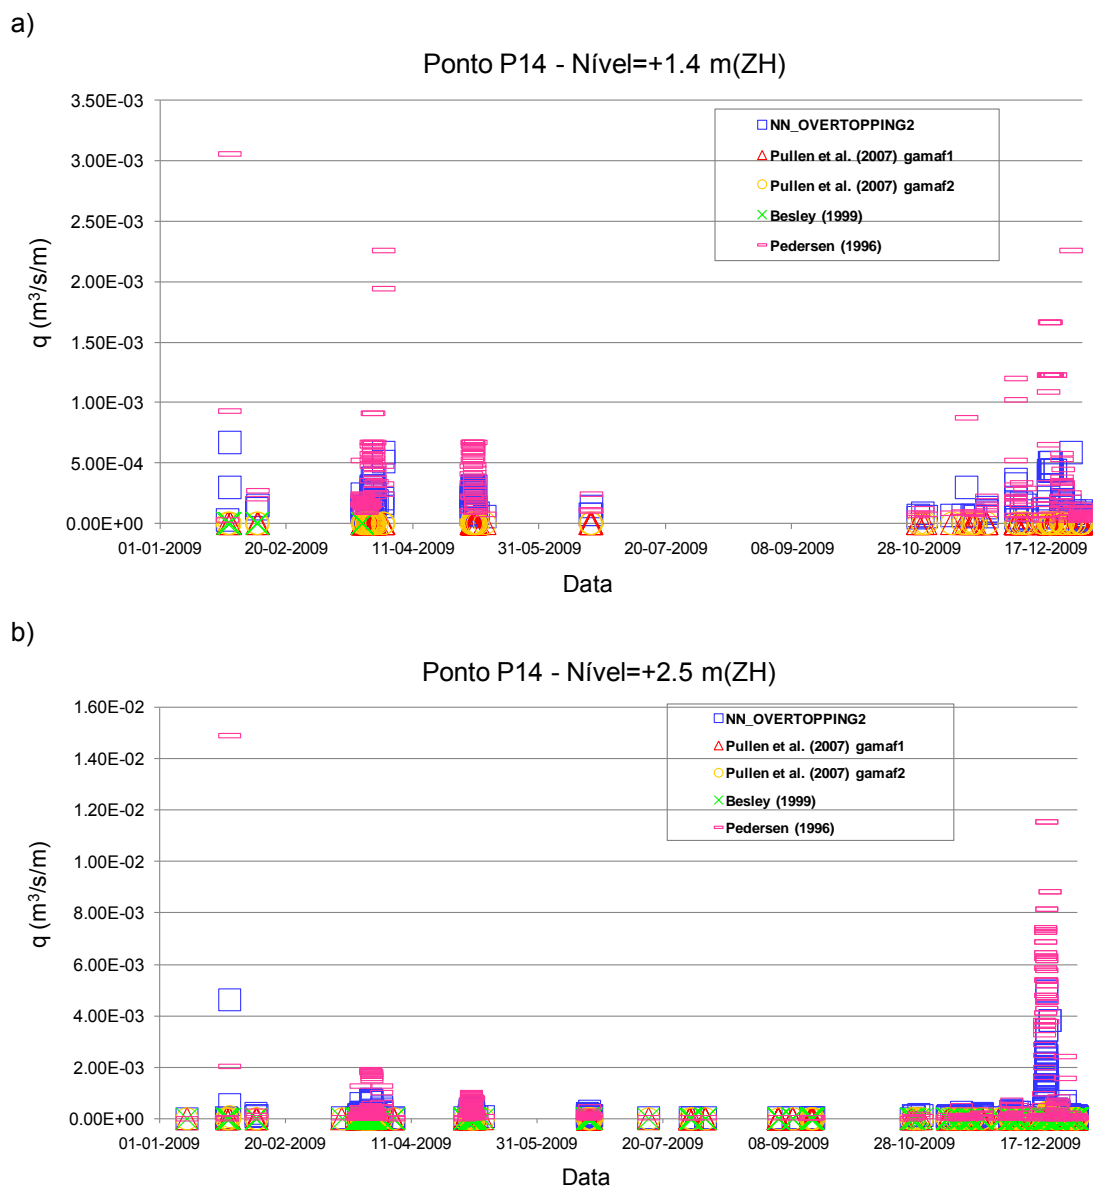 a)
Ponto P14 - Nível=+1.4 m(ZH)
3.50E-03
3.00E-03
2.50E-03
2.00E-03
1.50E-03
1.00E-03
5.00E-04
0.00E+00
q (m³/s/m)
NN_OVERTOPPING2
Pullen et al. (2007) gamaf1
Pullen et al. (2007) gamaf2
Besley (1999)
Pedersen (1996)
01-01-2009 20-02-2009 11-04-2009 31-05-2009 20-07-2009 08-09-2009 28-10-2009 17-12-2009
Data
b)
Ponto P14 - Nível=+2.5 m(ZH)
1.60E-02
1.40E-02
1.20E-02
1.00E-02
8.00E-03
6.00E-03
4.00E-03
2.00E-03
0.00E+00
q (m³/s/m)
NN_OVERTOPPING2
Pullen et al. (2007) gamaf1
Pullen et al. (2007) gamaf2
Besley (1999)
Pedersen (1996)
01-01-2009 20-02-2009 11-04-2009 31-05-2009 20-07-2009 08-09-2009 28-10-2009 17-12-2009
Data